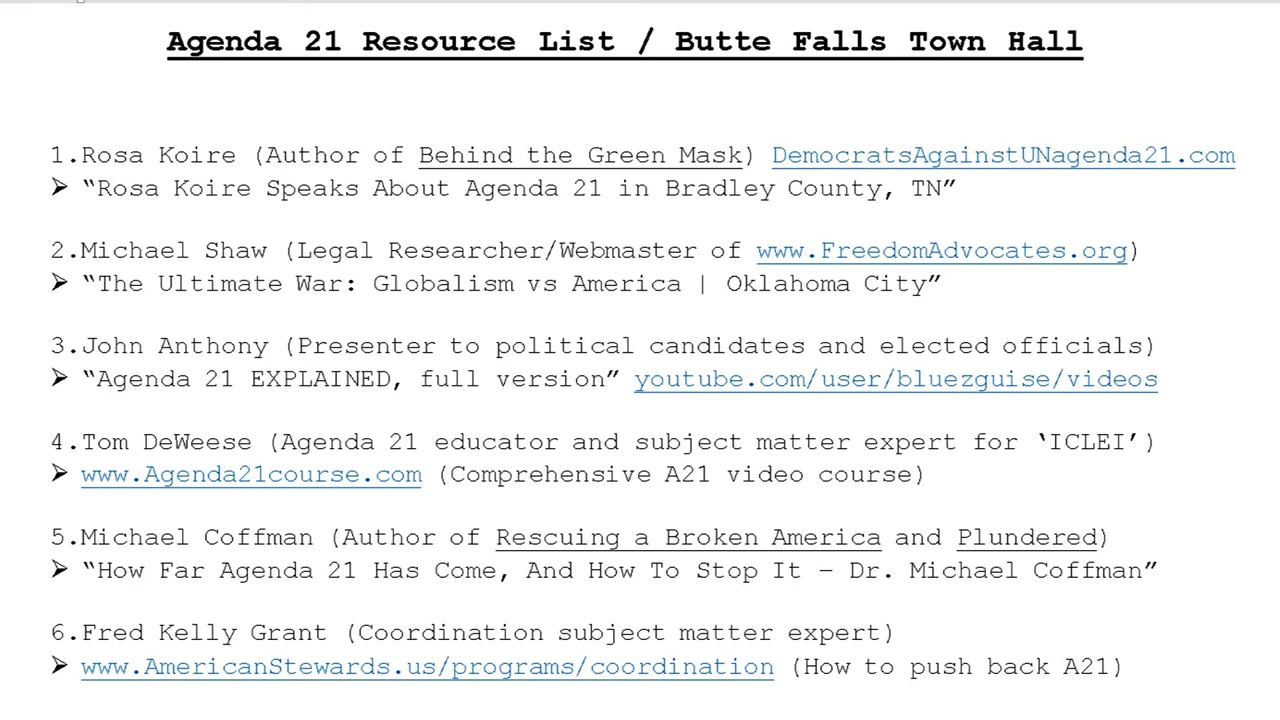 Agenda 21 Resource List / Butte Falls Town Hall
1.Rosa Koire (Author of Behind the Green Mask) DemocratsAgainstUNagenda21.com
➤ “Rosa Koire Speaks About Agenda 21 in Bradley County, TN”
2.Michael Shaw (Legal Researcher/Webmaster of www.FreedomAdvocates.org)
➤ “The Ultimate War: Globalism vs America | Oklahoma City”
3.John Anthony (Presenter to political candidates and elected officials)
➤ “Agenda 21 EXPLAINED, full version” youtube.com/user/bluezguise/videos
4.Tom DeWeese (Agenda 21 educator and subject matter expert for ‘ICLEI’)
➤ www.Agenda21course.com (Comprehensive A21 video course)
5.Michael Coffman (Author of Rescuing a Broken America and Plundered)
➤ “How Far Agenda 21 Has Come, And How To Stop It – Dr. Michael Coffman”
6.Fred Kelly Grant (Coordination subject matter expert)
➤ www.AmericanStewards.us/programs/coordination (How to push back A21)